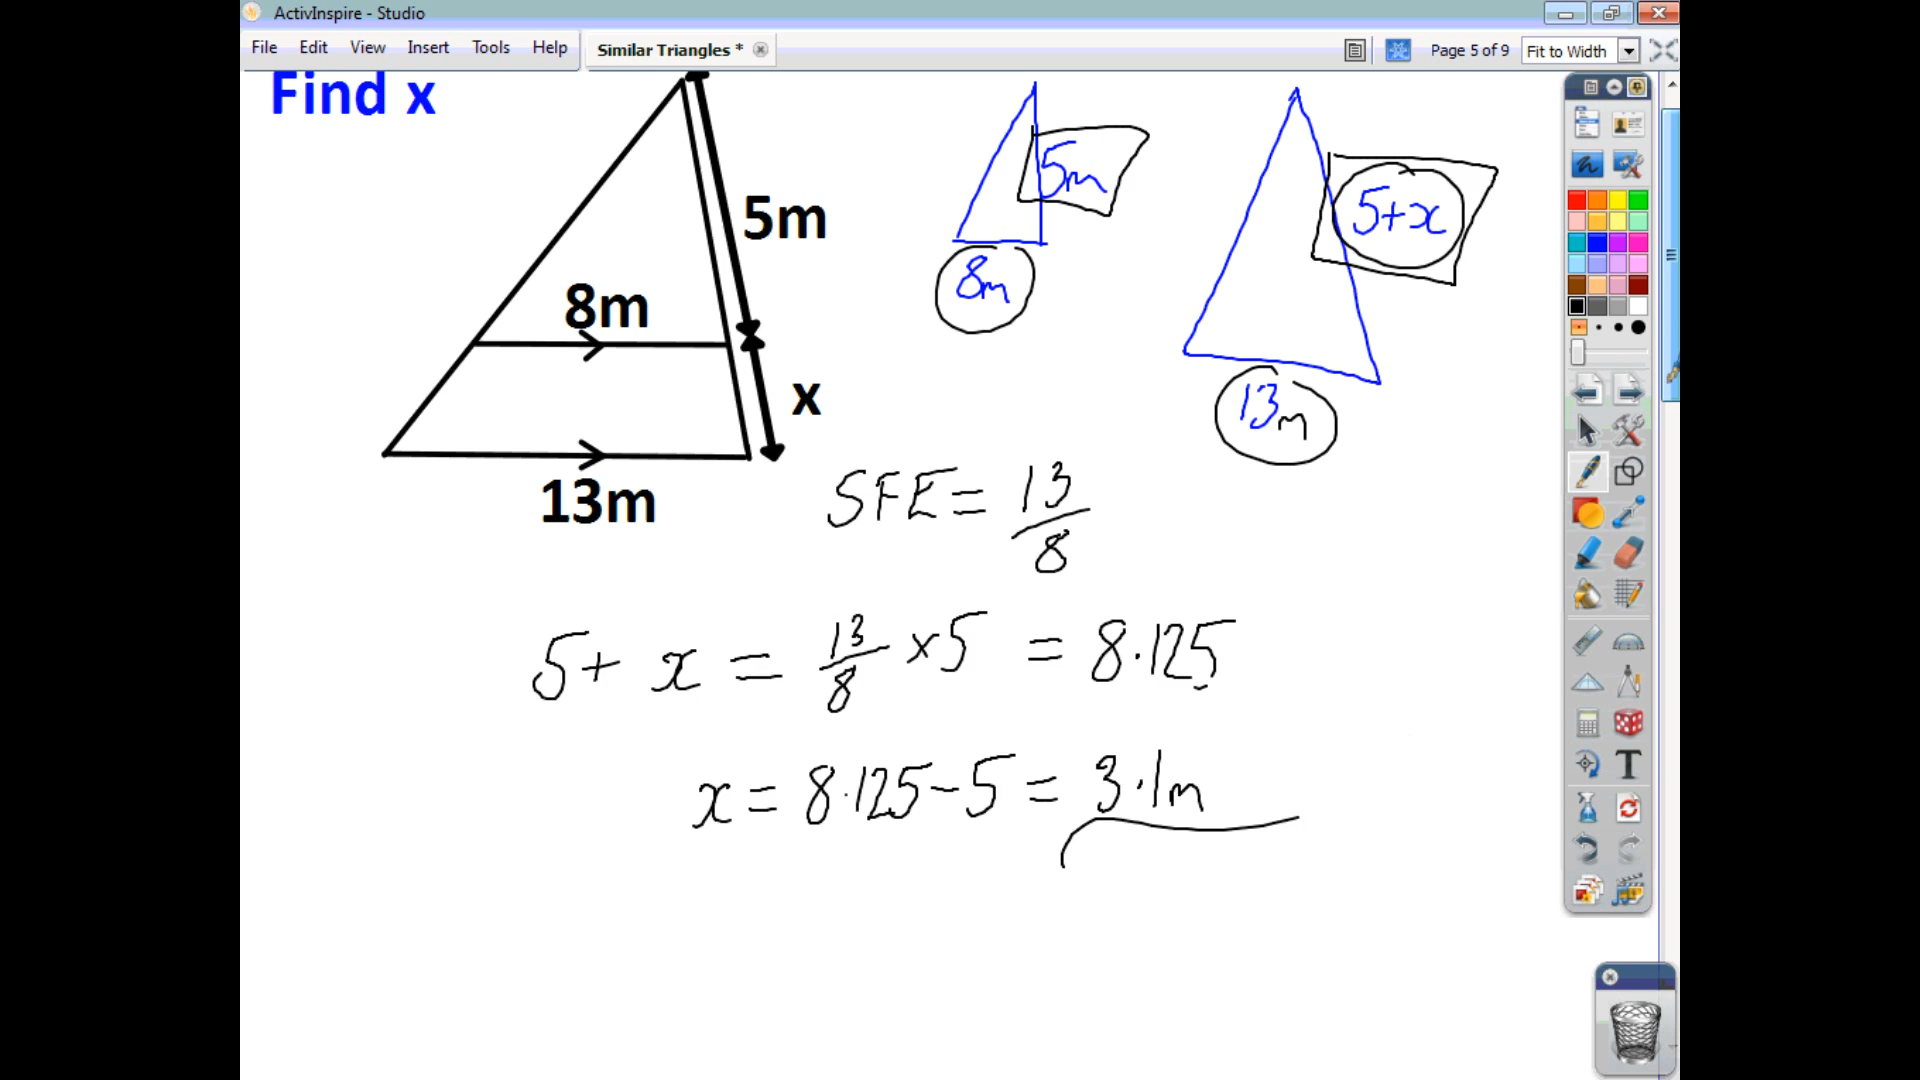 ActivInspire - Studio
File Edit View Insert Tools Help
Similar Triangles *
Page 5 of 9
Fit to Width
Find x
5m
8m
x
13m
5m
8m
5+x
13m
SFE = 13/8
5 + x = 13/8 × 5 = 8·125
x = 8·125 - 5 = 3·1m